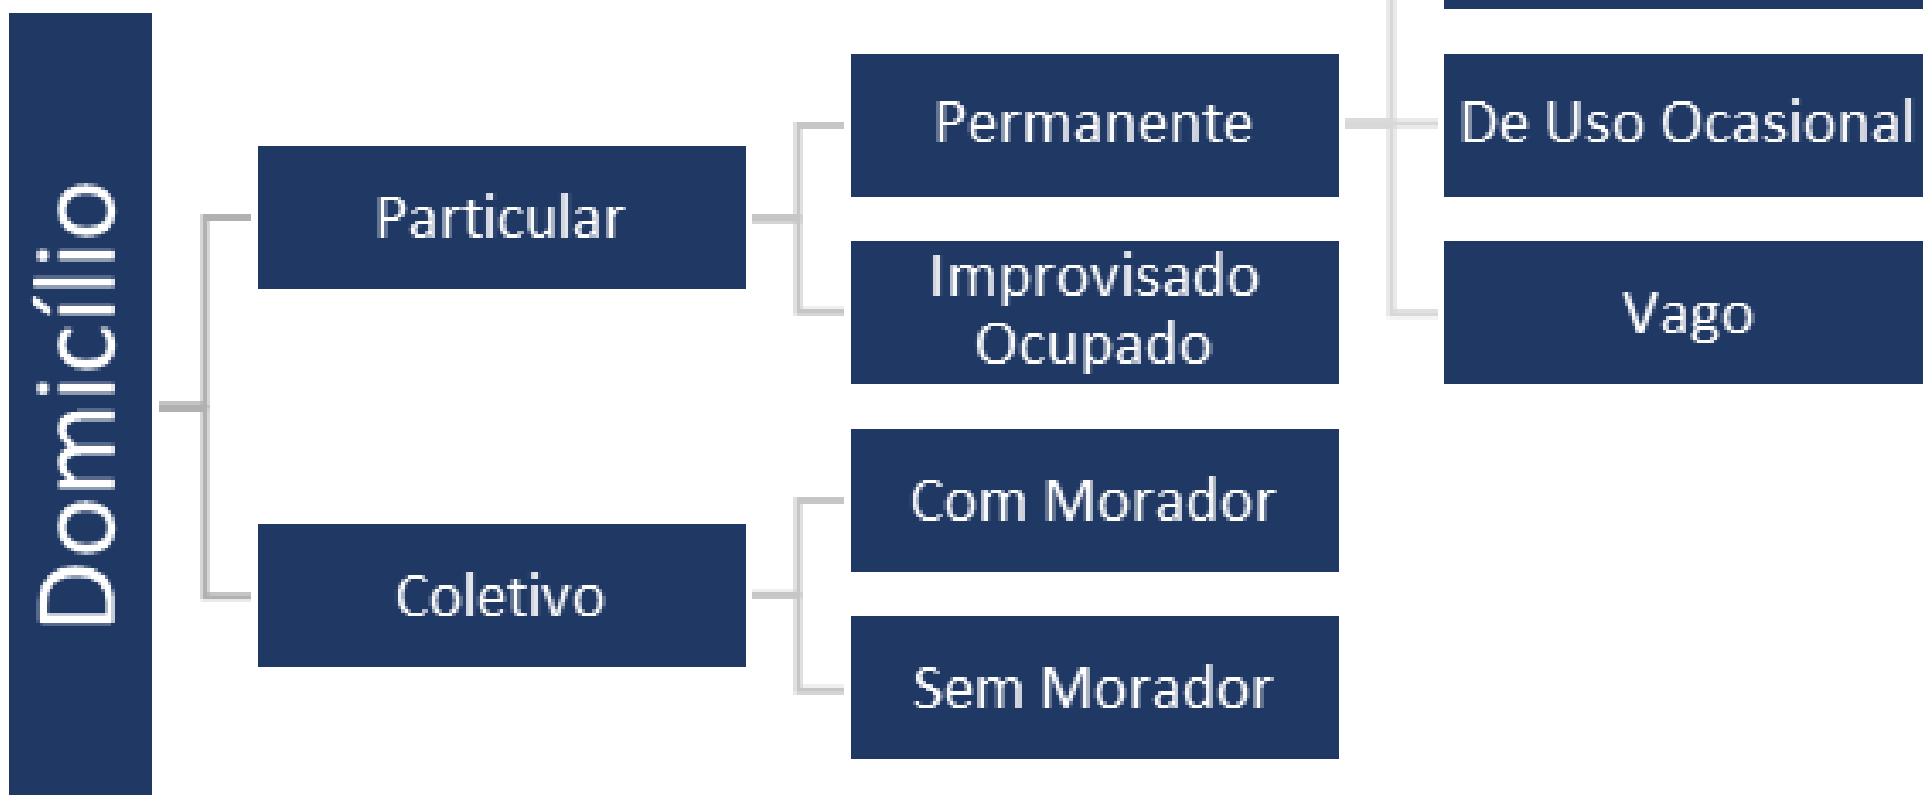 Domicílio
Particular
Permanente
De Uso Ocasional
Vago
Improvisado
Ocupado
Coletivo
Com Morador
Sem Morador